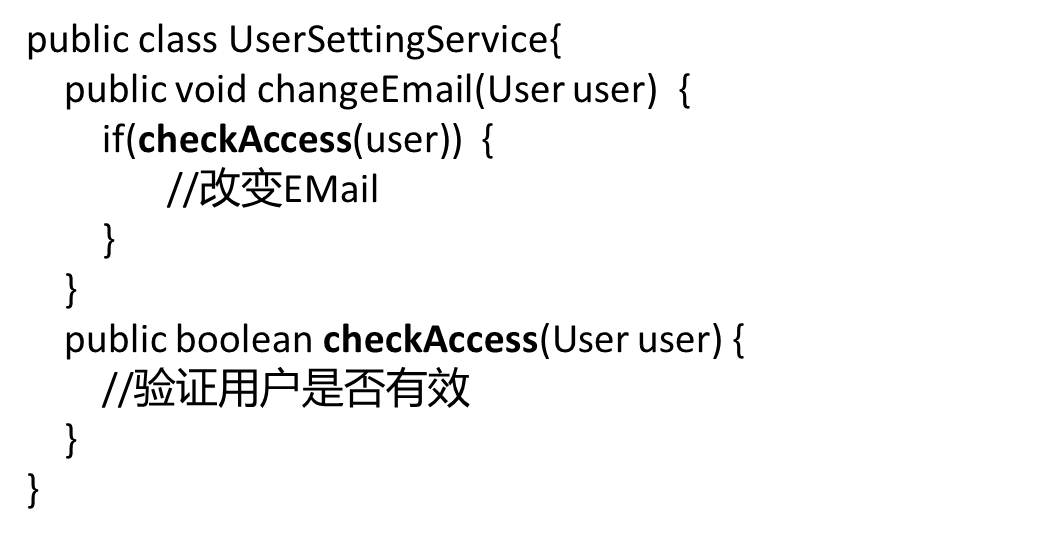 public class UserSettingService{
public void changeEmail(User user) {
if(checkAccess(user)) {
//改变EMail
}
}
public boolean checkAccess(User user) {
//验证用户是否有效
}
}